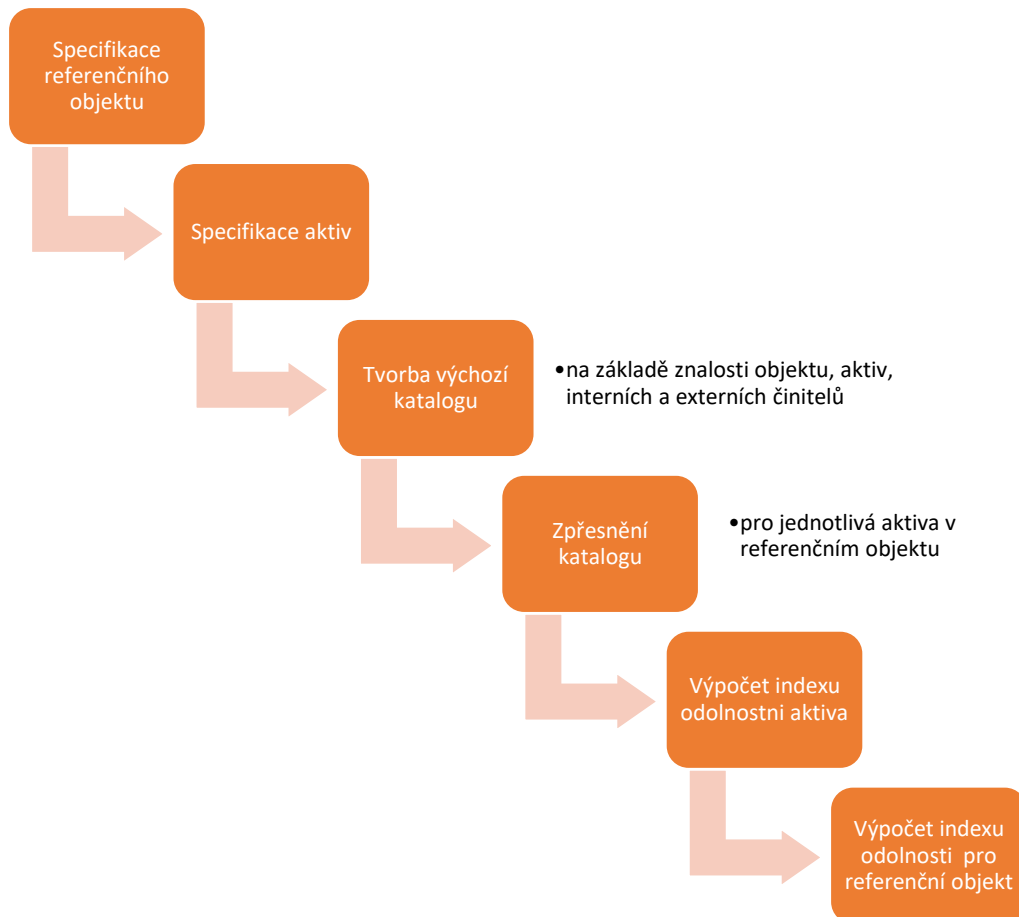 Specifikace
referenčního
objektu
Specifikace aktiv
Tvorba výchozí
katalogu
•na základě znalosti objektu, aktiv,
interních a externích činitelů
Zpřesnění
katalogu
•pro jednotlivá aktiva v
referenčním objektu
Výpočet indexu
odolnostni aktiva
Výpočet indexu
odolnosti pro
referenční objekt